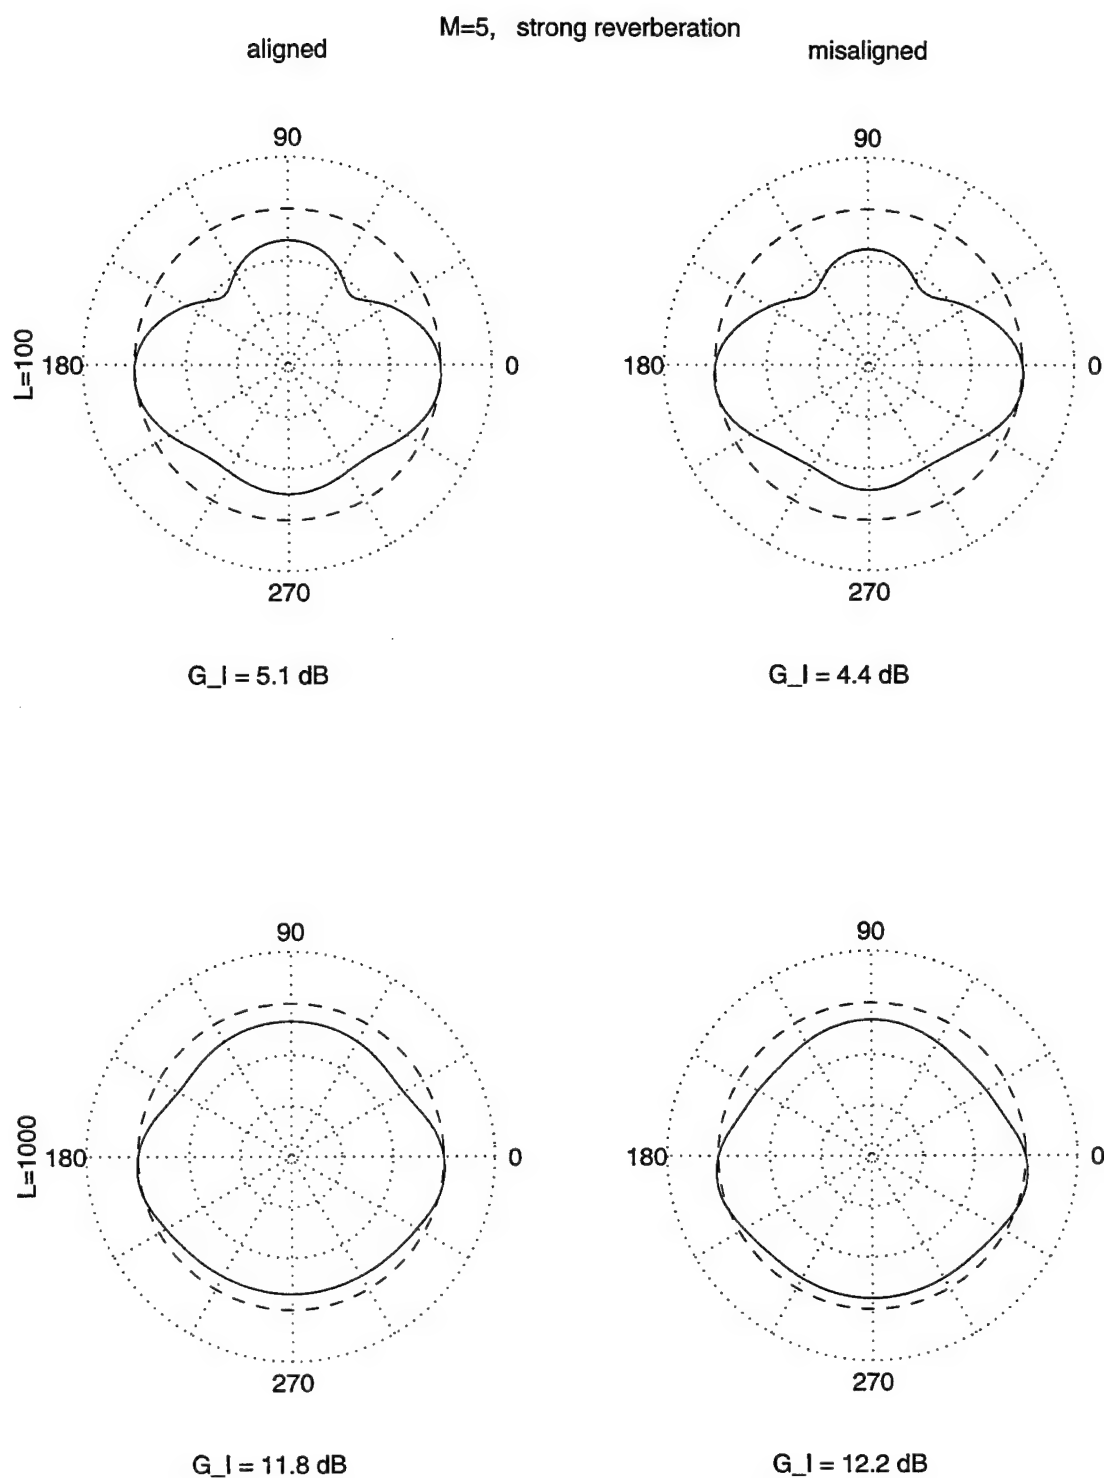 M=5, strong reverberation
aligned
misaligned
90
90
L=100
180
0
180
0
270
270
G_I = 5.1 dB
G_I = 4.4 dB
90
90
L=1000
180
0
180
0
270
270
G_I = 11.8 dB
G_I = 12.2 dB